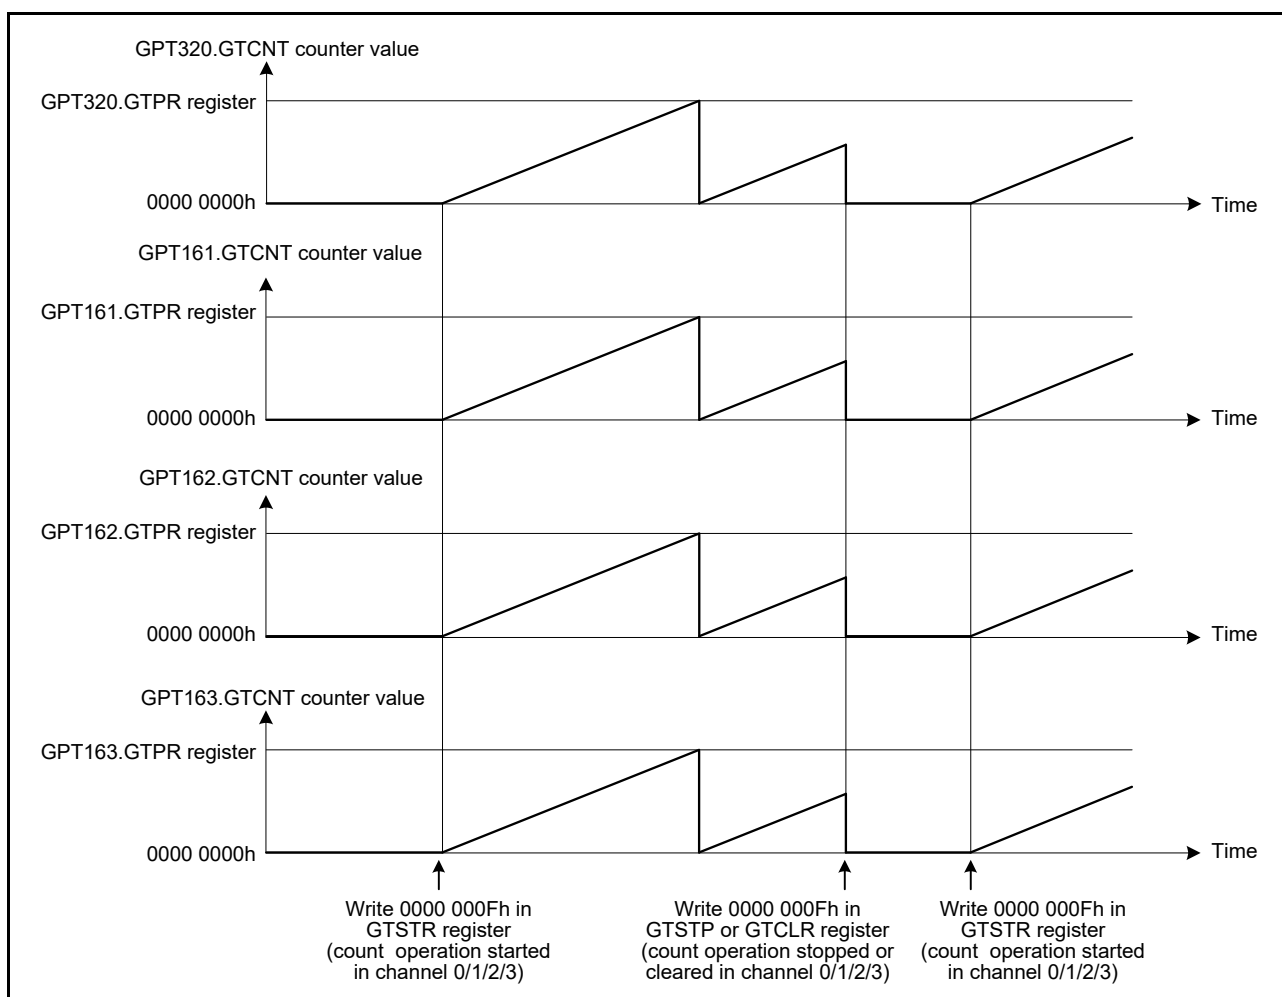 GPT320.GTCNT counter value
GPT320.GTPR register
0000 0000h
Time
GPT161.GTCNT counter value
GPT161.GTPR register
0000 0000h
Time
GPT162.GTCNT counter value
GPT162.GTPR register
0000 0000h
Time
GPT163.GTCNT counter value
GPT163.GTPR register
0000 0000h
Time
Write 0000 000Fh in
GTSTR register
(count operation started
in channel 0/1/2/3)
Write 0000 000Fh in
GTSTP or GTCLR register
(count operation stopped or
cleared in channel 0/1/2/3)
Write 0000 000Fh in
GTSTR register
(count operation started
in channel 0/1/2/3)